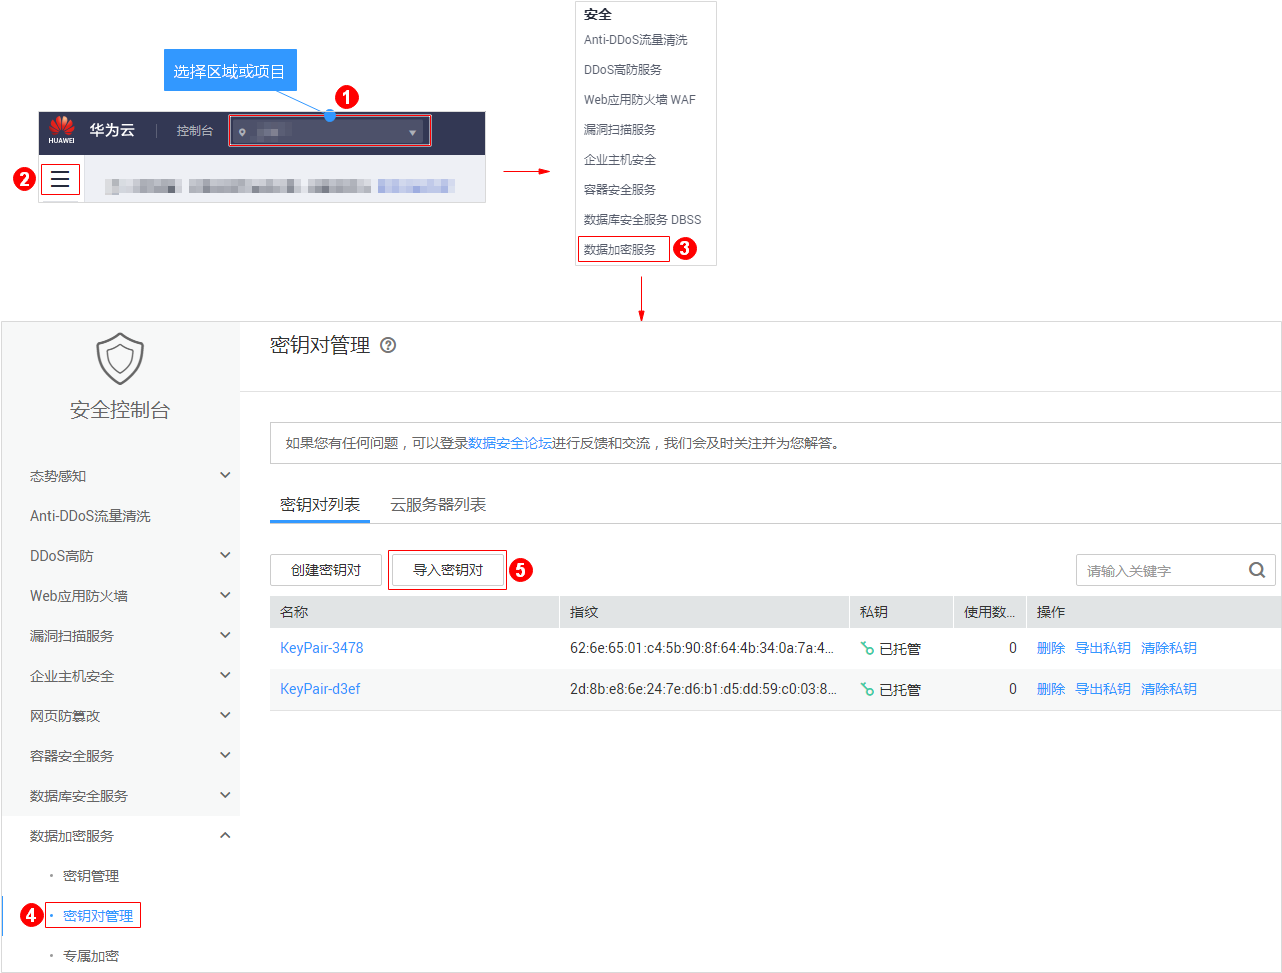 选择区域或项目
1
HUAWEI
华为云
控制台
2
安全
Anti-DDoS流量清洗
DDoS高防服务
Web应用防火墙 WAF
漏洞扫描服务
企业主机安全
容器安全服务
数据库安全服务 DBSS
数据加密服务
3
安全控制台
态势感知
Anti-DDoS流量清洗
DDoS高防
Web应用防火墙
漏洞扫描服务
企业主机安全
网页防篡改
容器安全服务
数据库安全服务
数据加密服务
密钥管理
4
密钥对管理
专属加密
密钥对管理
如果您有任何问题，可以登录数据安全论坛进行反馈和交流，我们会及时关注并为您解答。
密钥对列表 云服务器列表
创建密钥对 导入密钥对 5 请输入关键字
名称 指纹 私钥 使用数... 操作
KeyPair-3478 62:6e:65:01:c4:5b:90:8f:64:4b:34:0a:7a:4... 已托管 0 删除 导出私钥 清除私钥
KeyPair-d3ef 2d:8b:e8:6e:24:7e:d6:b1:d5:dd:59:c0:03:8... 已托管 0 删除 导出私钥 清除私钥